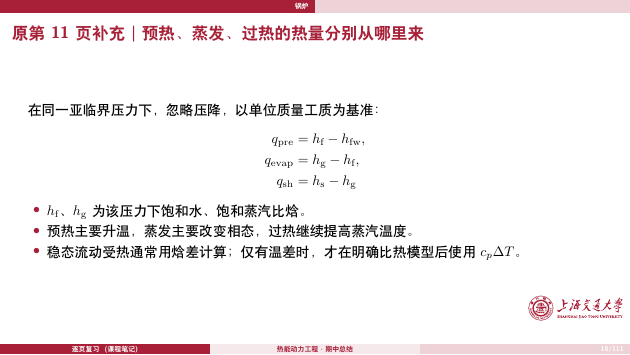 锅炉
原第 11 页补充 | 预热、蒸发、过热的热量分别从哪里来
在同一亚临界压力下，忽略压降，以单位质量工质为基准：
q_pre = h_f − h_fw,
q_evap = h_g − h_f,
q_sh = h_s − h_g
• h_f、h_g 为该压力下饱和水、饱和蒸汽比焓。
• 预热主要升温，蒸发主要改变相态，过热继续提高蒸汽温度。
• 稳态流动受热通常用焓差计算；仅有温差时，才在明确比热模型后使用 c_pΔT。
上海交通大学
SHANGHAI JIAO TONG UNIVERSITY
逐页复习（课程笔记）
热能动力工程 · 期中总结